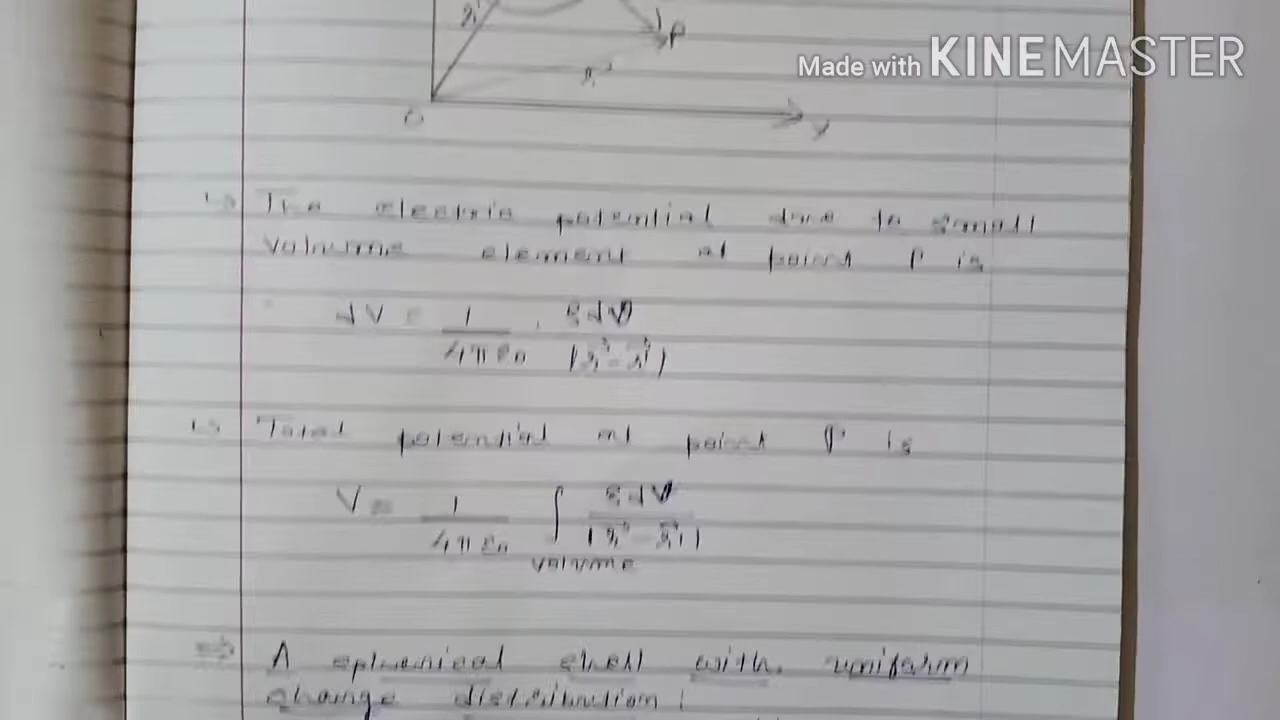 P
Made with KINEMASTER
O
y
The electric potential due to small
volume element at point P is
dV = 1/4πε₀ . ρdV/|r⃗ - r⃗'|
Total potential at point P is
V = 1/4πε₀ ∫volume ρdV/|r⃗ - r⃗'|
⇒ A spherical shell with uniform
charge distribution :